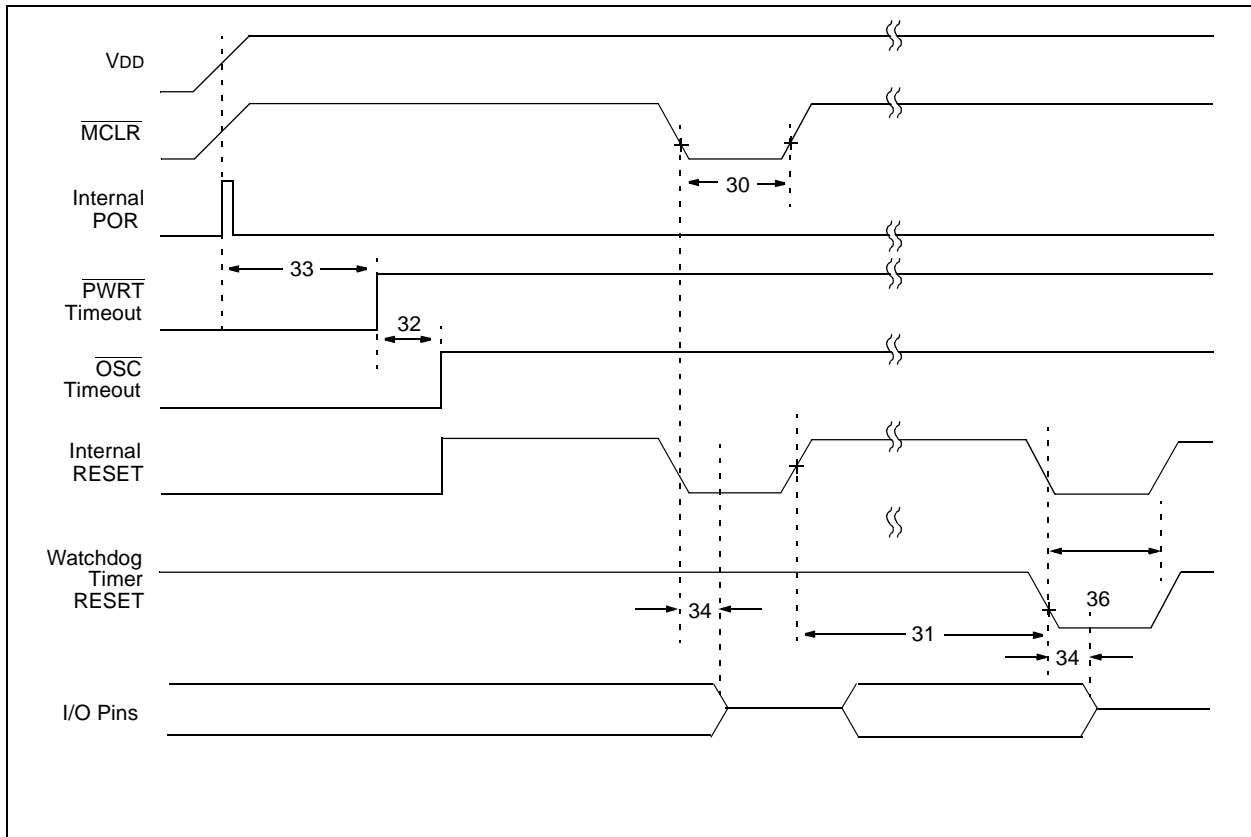 VDD
MCLR
30
Internal
POR
33
PWRT
Timeout
32
OSC
Timeout
Internal
RESET
Watchdog
Timer
RESET
34
31
36
34
I/O Pins